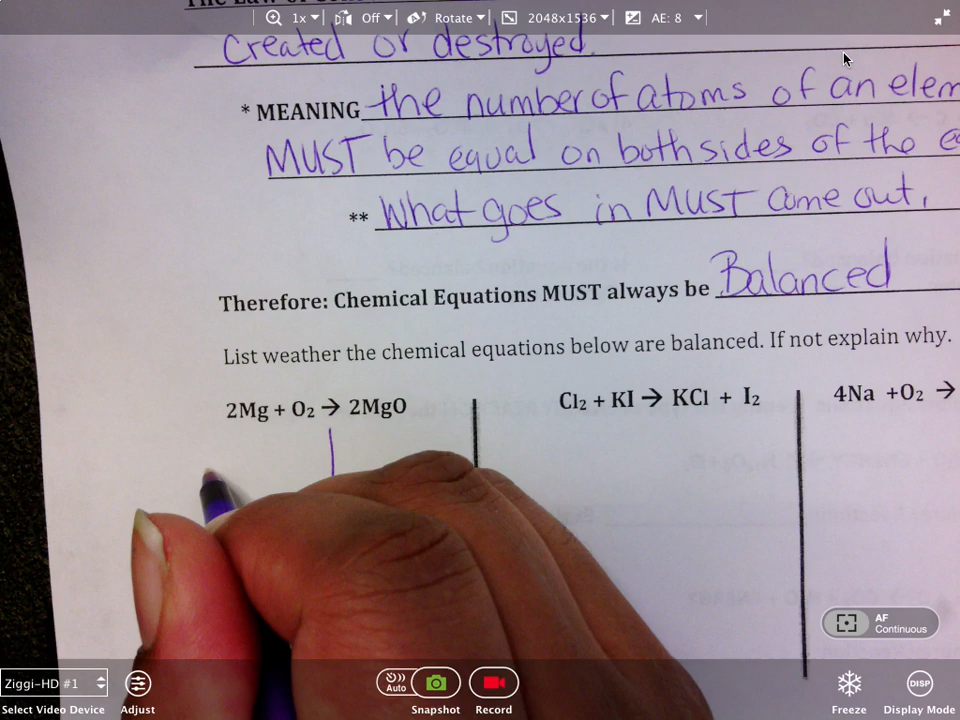 1x Off Rotate 2048x1536 AE: 8
created or destroyed.
* MEANING the number of atoms of an elem
MUST be equal on both sides of the e
** What goes in MUST come out.
Therefore: Chemical Equations MUST always be Balanced
List weather the chemical equations below are balanced. If not explain why.
2Mg + O₂ → 2MgO
Cl₂ + KI → KCl + I₂
4Na +O₂ →
AF
Continuous
Ziggi-HD #1
Auto
Select Video Device Adjust Snapshot Record Freeze Display Mode
DISP